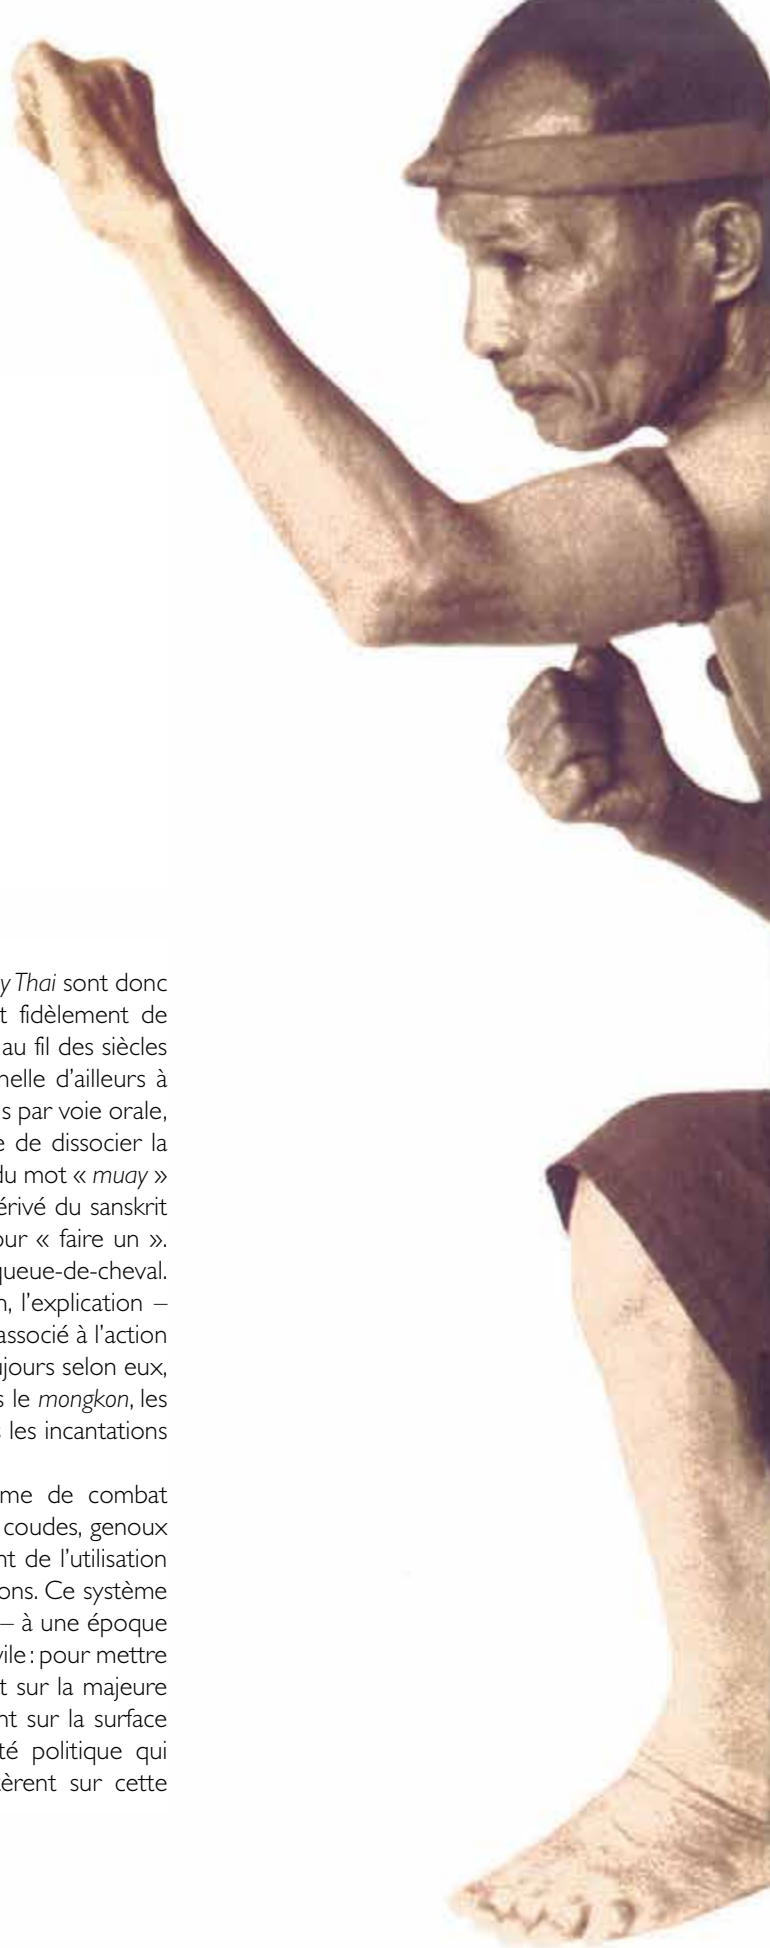 y Thai sont donc
t fidèlement de
au fil des siècles
nelle d'ailleurs à
s par voie orale,
e de dissocier la
du mot « muay »
érivé du sanskrit
our « faire un ».
queue-de-cheval.
n, l'explication –
associé à l'action
ujours selon eux,
s le mongkon, les
s les incantations
me de combat
coudes, genoux
nt de l'utilisation
ons. Ce système
– à une époque
vile : pour mettre
t sur la majeure
nt sur la surface
té politique qui
èrent sur cette